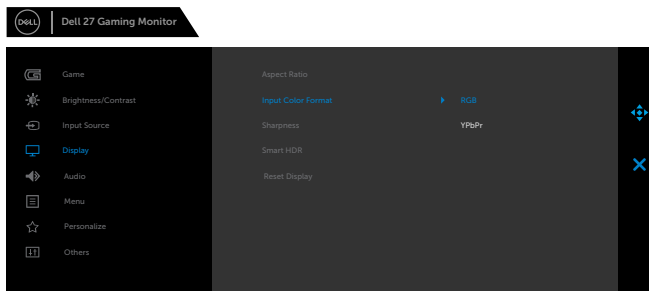 DELL
Dell 27 Gaming Monitor
Game
Aspect Ratio
Brightness/Contrast
Input Color Format
RGB
Input Source
Sharpness
YPbPr
Display
Smart HDR
Audio
Reset Display
Menu
Personalize
Others